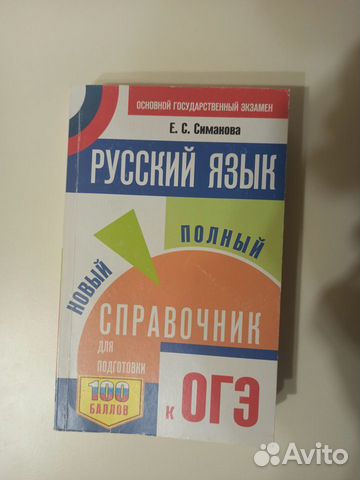 ОСНОВНОЙ ГОСУДАРСТВЕННЫЙ ЭКЗАМЕН
Е. С. Симакова
РУССКИЙ ЯЗЫК
НОВЫЙ
ПОЛНЫЙ
СПРАВОЧНИК
ДЛЯ
ПОДГОТОВКИ
100
БАЛЛОВ
К ОГЭ
Avito